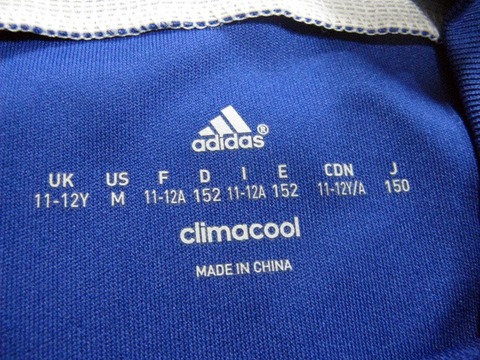 adidas®
UK US F D I E CDN J
11-12Y M 11-12A 152 11-12A 152 11-12Y/A 150
climacool
MADE IN CHINA